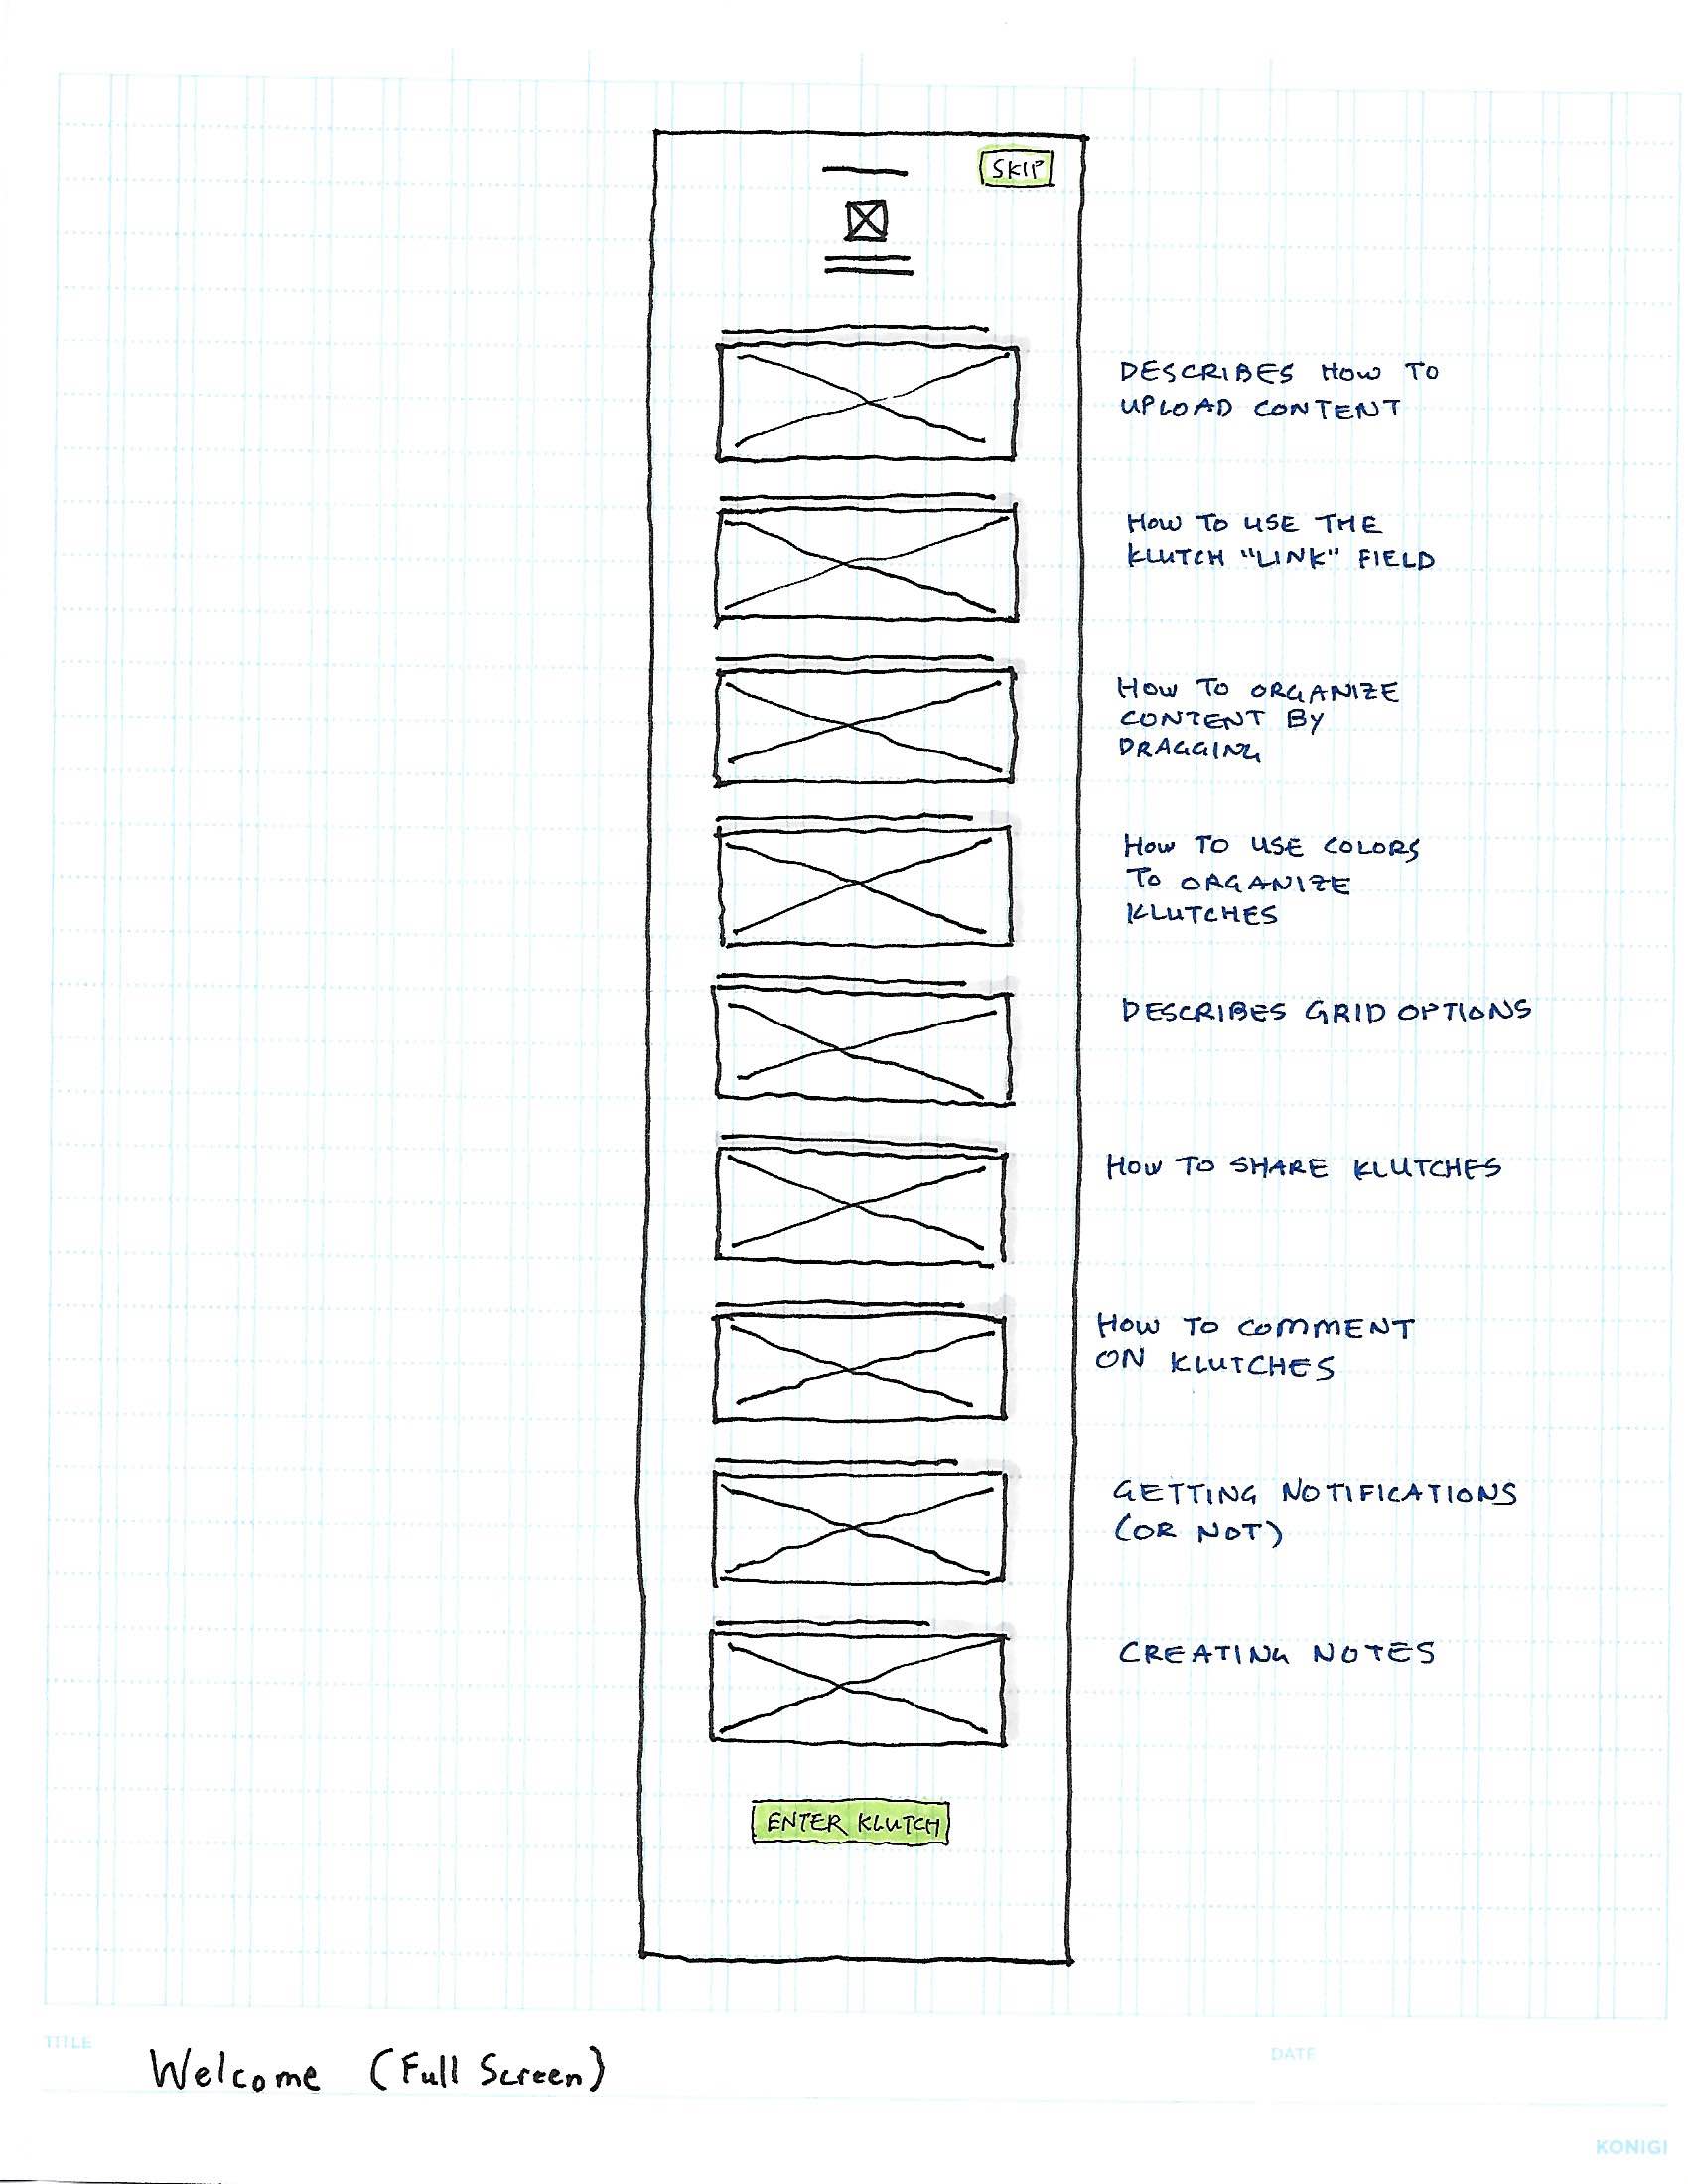 SKIP
DESCRIBES HOW TO
UPLOAD CONTENT
HOW TO USE THE
KLUTCH "LINK" FIELD
HOW TO ORGANIZE
CONTENT BY
DRAGGING
HOW TO USE COLORS
TO ORGANIZE
KLUTCHES
DESCRIBES GRID OPTIONS
HOW TO SHARE KLUTCHES
HOW TO COMMENT
ON KLUTCHES
GETTING NOTIFICATIONS
(OR NOT)
CREATING NOTES
ENTER KLUTCH
TITLE
Welcome (Full Screen)
DATE
KONIGI